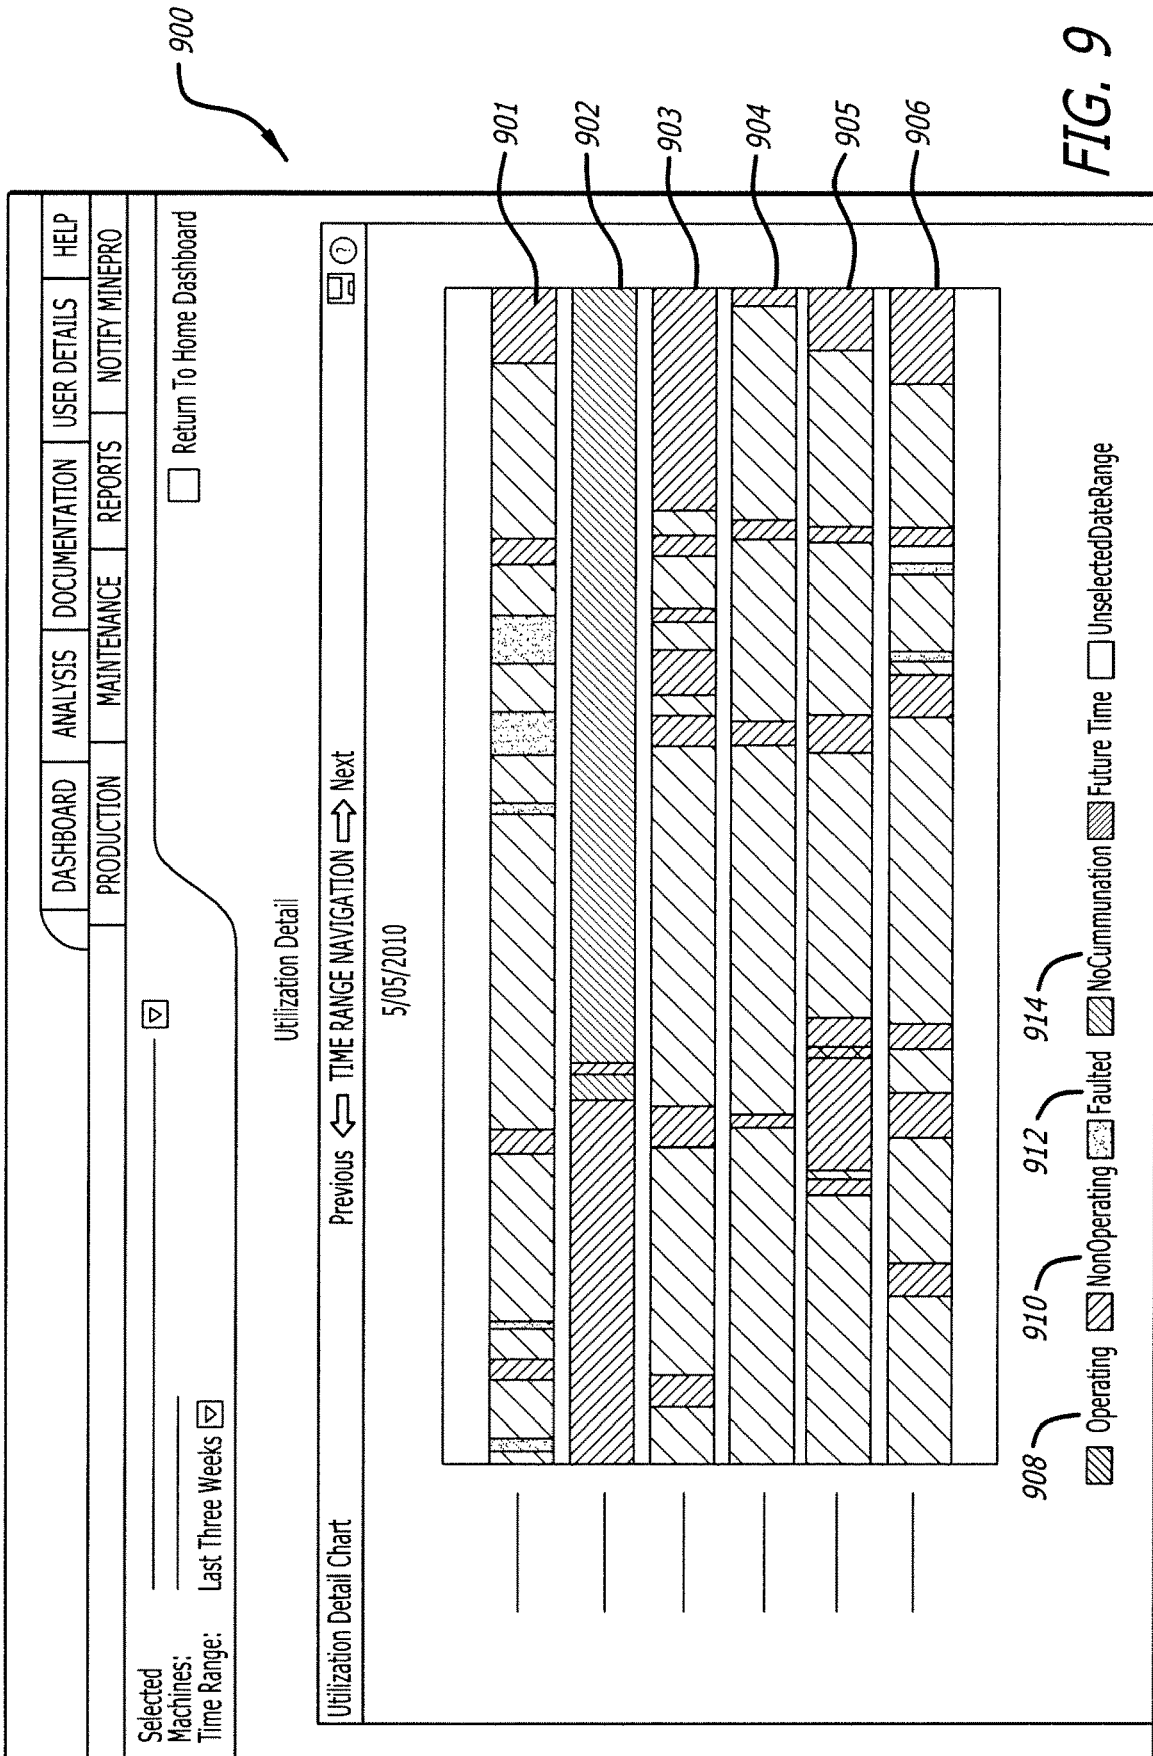 900
DASHBOARD ANALYSIS DOCUMENTATION USER DETAILS HELP
PRODUCTION MAINTENANCE REPORTS NOTIFY MINEPRO
Selected
Machines:
Time Range: Last Three Weeks
Return To Home Dashboard
Utilization Detail
Utilization Detail Chart Previous TIME RANGE NAVIGATION Next ?
5/05/2010
901
902
903
904
905
906
908 910 912 914
Operating NonOperating Faulted NoCummunation Future Time UnselectedDateRange
FIG. 9